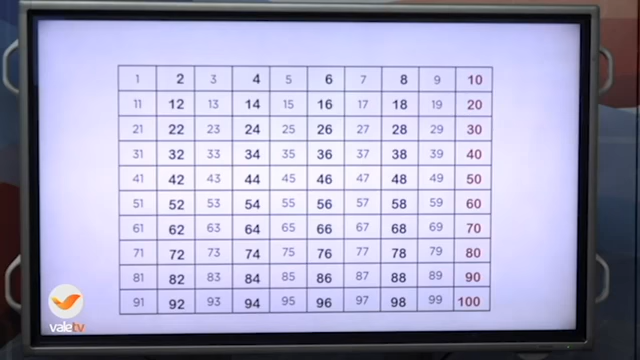 1 2 3 4 5 6 7 8 9 10
11 12 13 14 15 16 17 18 19 20
21 22 23 24 25 26 27 28 29 30
31 32 33 34 35 36 37 38 39 40
41 42 43 44 45 46 47 48 49 50
51 52 53 54 55 56 57 58 59 60
61 62 63 64 65 66 67 68 69 70
71 72 73 74 75 76 77 78 79 80
81 82 83 84 85 86 87 88 89 90
91 92 93 94 95 96 97 98 99 100
valetv